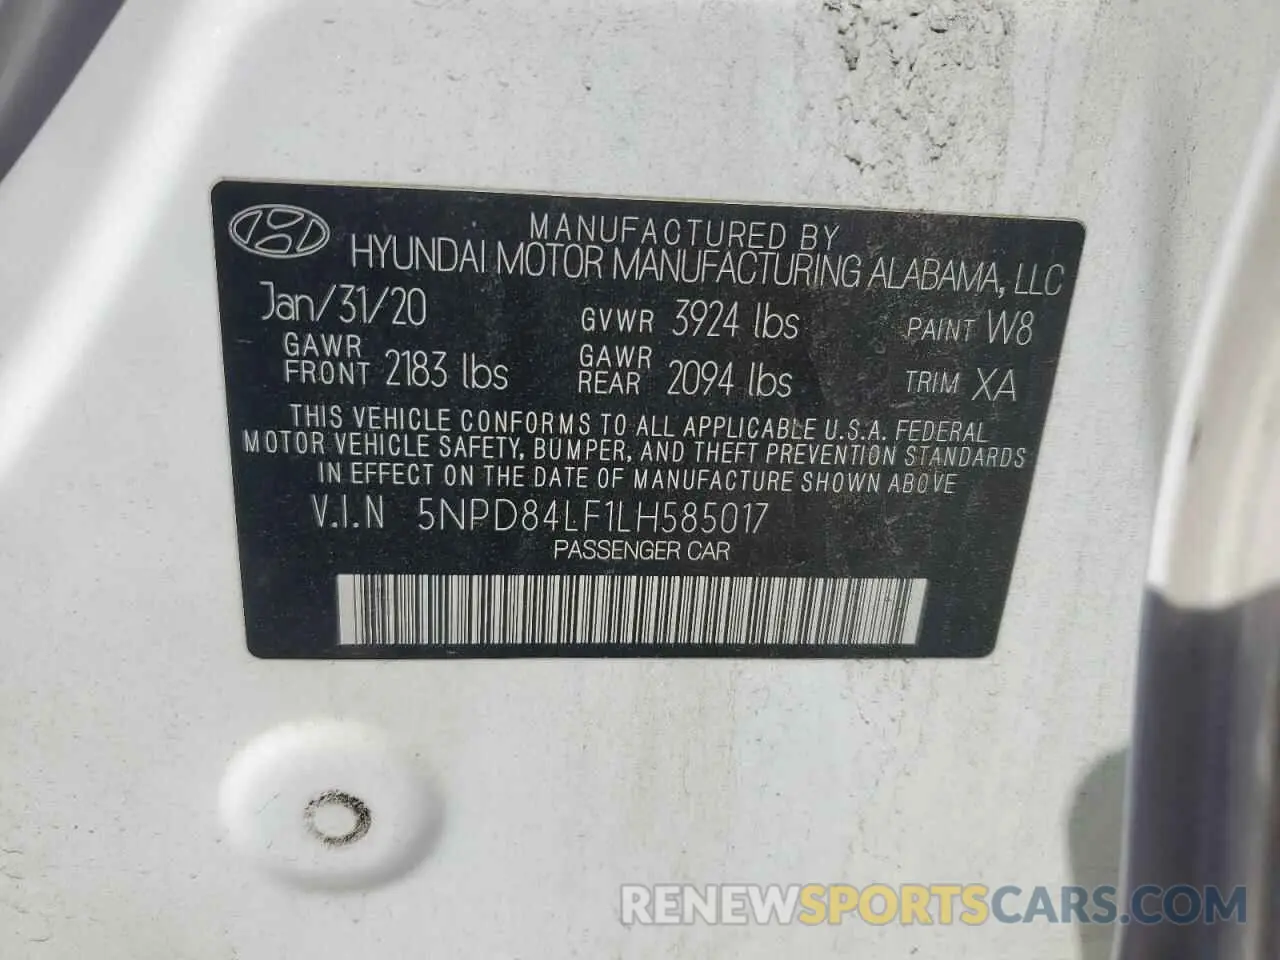 MANUFACTURED BY
HYUNDAI MOTOR MANUFACTURING ALABAMA, LLC
Jan/31/20 GVWR 3924 lbs PAINT W8
GAWR FRONT 2183 lbs GAWR REAR 2094 lbs TRIM XA
THIS VEHICLE CONFORMS TO ALL APPLICABLE U.S.A. FEDERAL
MOTOR VEHICLE SAFETY, BUMPER, AND THEFT PREVENTION STANDARDS
IN EFFECT ON THE DATE OF MANUFACTURE SHOWN ABOVE
V.I.N 5NPD84LF1LH585017
PASSENGER CAR
RENEWSPORTSCARS.COM